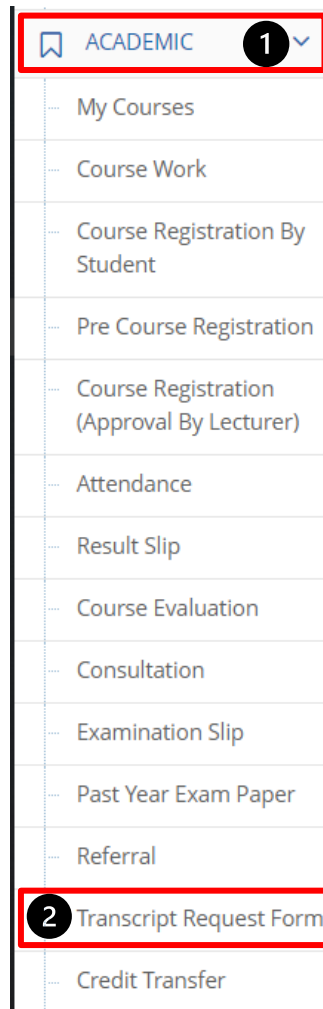 ACADEMIC 1
My Courses
Course Work
Course Registration By
Student
Pre Course Registration
Course Registration
(Approval By Lecturer)
Attendance
Result Slip
Course Evaluation
Consultation
Examination Slip
Past Year Exam Paper
Referral
2 Transcript Request Form
Credit Transfer